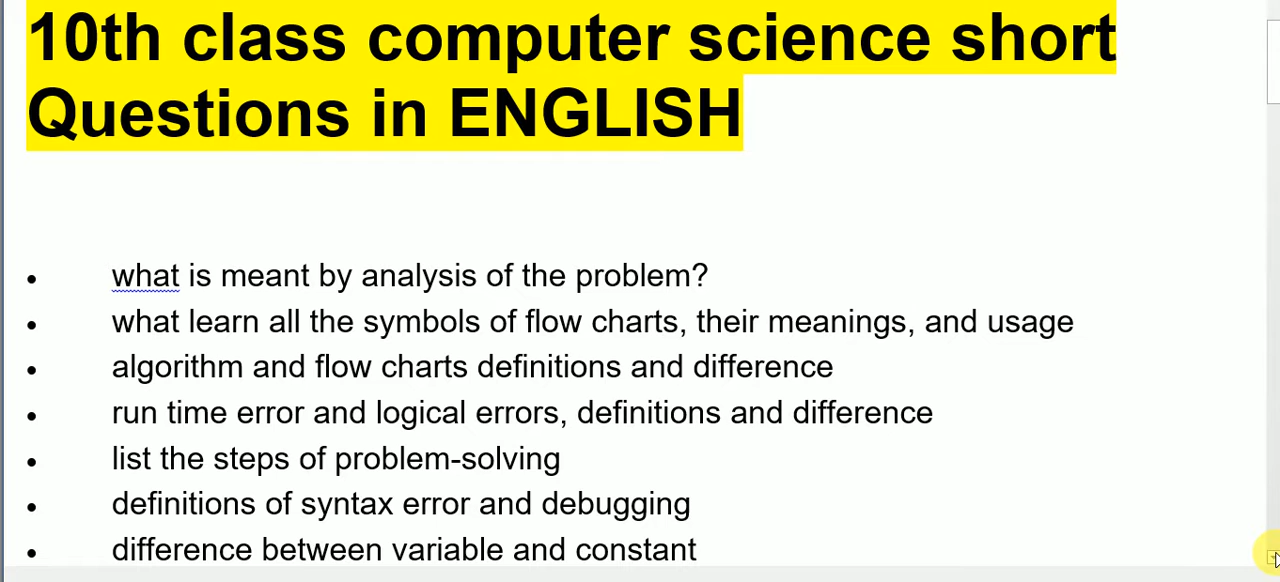 10th class computer science short
Questions in ENGLISH
• what is meant by analysis of the problem?
• what learn all the symbols of flow charts, their meanings, and usage
• algorithm and flow charts definitions and difference
• run time error and logical errors, definitions and difference
• list the steps of problem-solving
• definitions of syntax error and debugging
• difference between variable and constant